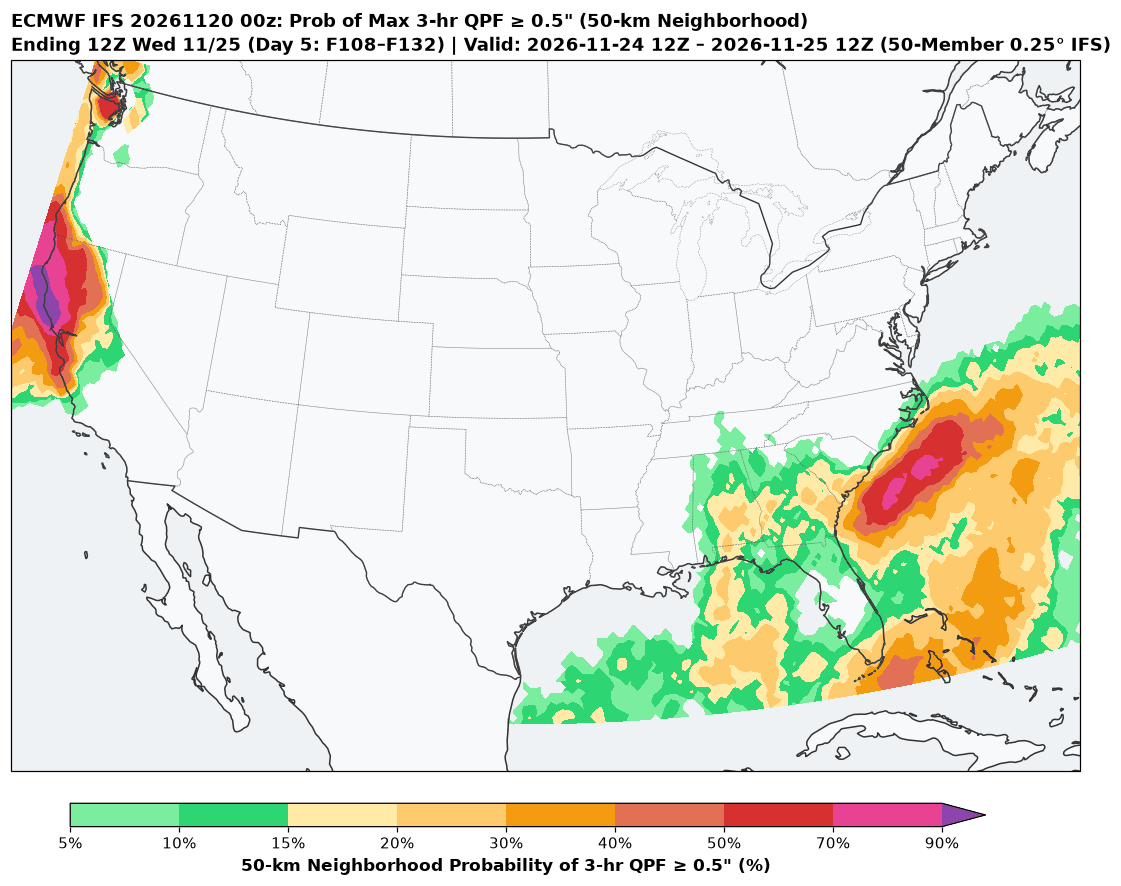 ECMWF IFS 20261120 00z: Prob of Max 3-hr QPF ≥ 0.5" (50-km Neighborhood)
Ending 12Z Wed 11/25 (Day 5: F108–F132) | Valid: 2026-11-24 12Z – 2026-11-25 12Z (50-Member 0.25° IFS)
5% 10% 15% 20% 30% 40% 50% 70% 90%
50-km Neighborhood Probability of 3-hr QPF ≥ 0.5" (%)